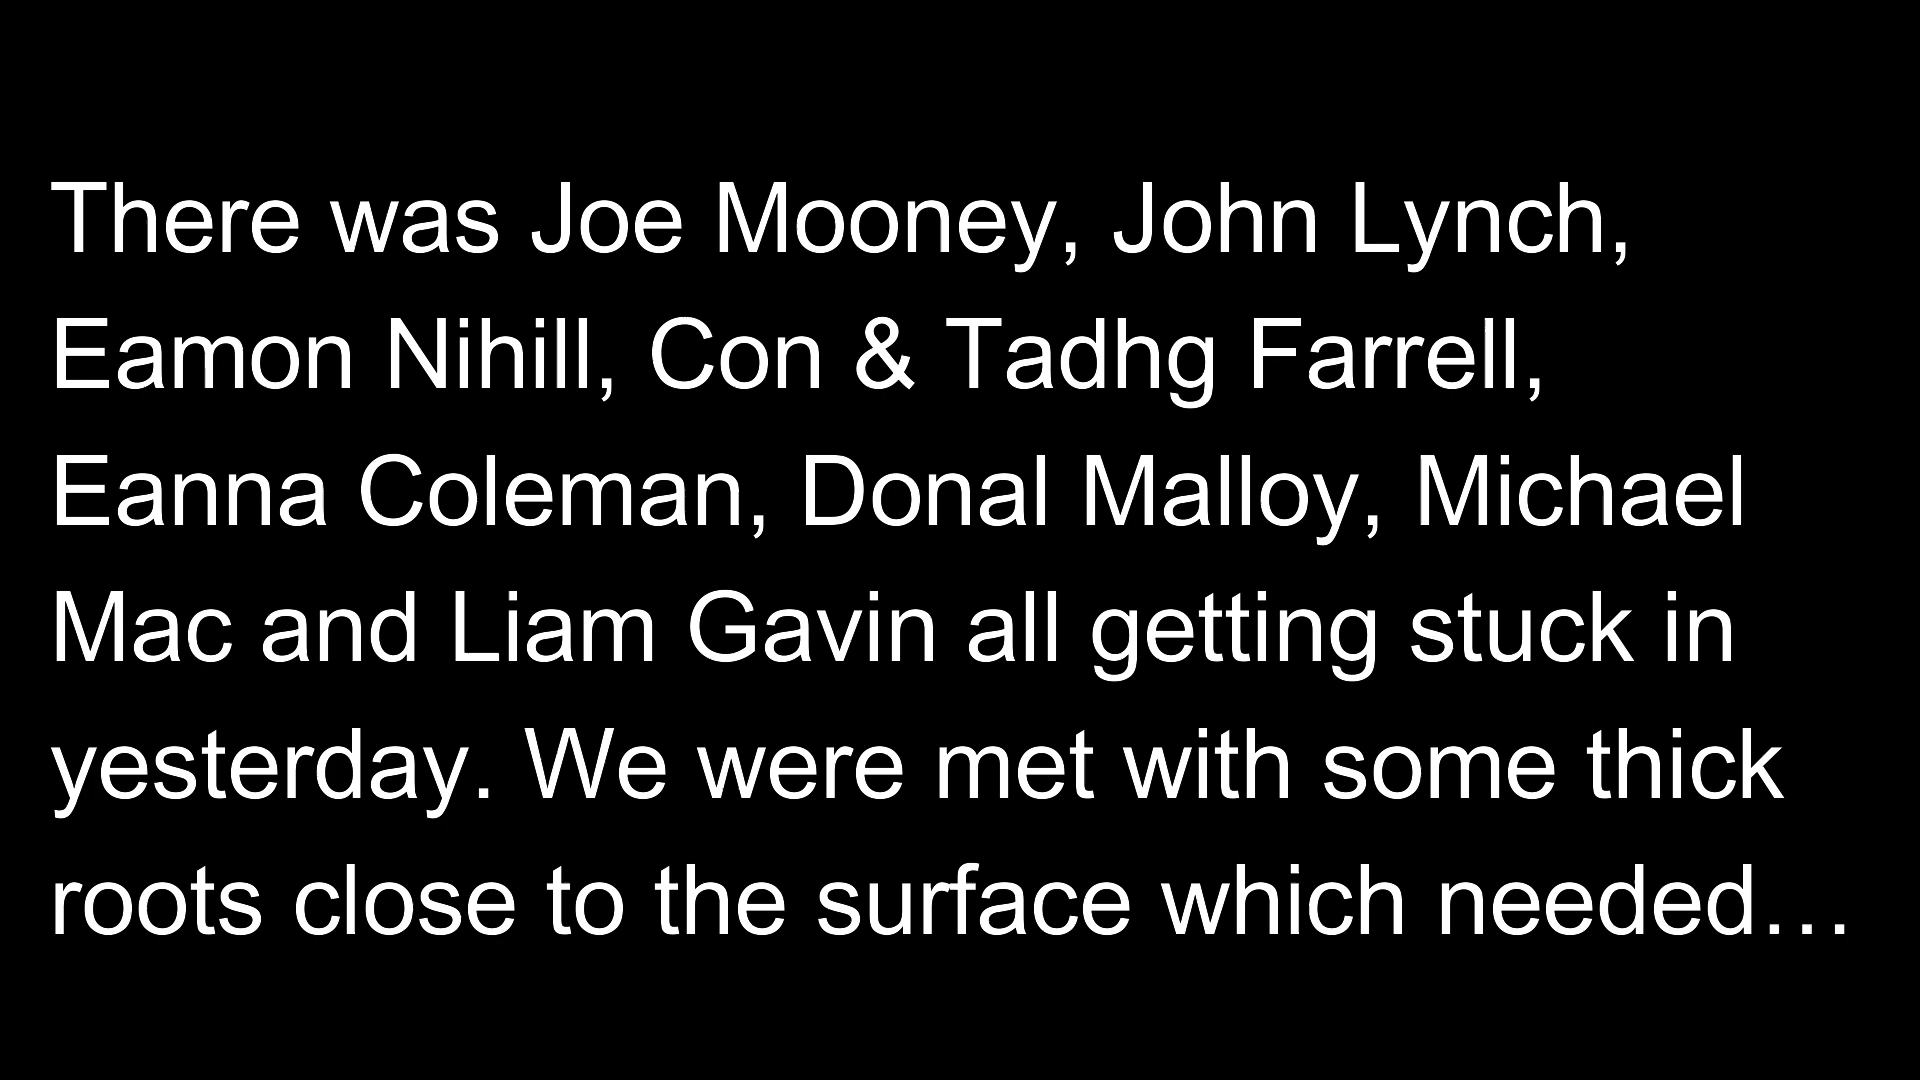 There was Joe Mooney, John Lynch,
Eamon Nihill, Con & Tadhg Farrell,
Eanna Coleman, Donal Malloy, Michael
Mac and Liam Gavin all getting stuck in
yesterday. We were met with some thick
roots close to the surface which needed…